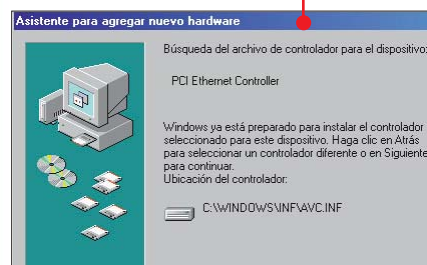 Asistente para agregar nuevo hardware
Búsqueda del archivo de controlador para el dispositivo:
PCI Ethernet Controller
Windows ya está preparado para instalar el controlador
seleccionado para este dispositivo. Haga clic en Atrás
para seleccionar un controlador diferente o en Siguiente
para continuar.
Ubicación del controlador:
C:\WINDOWS\INF\AVC.INF